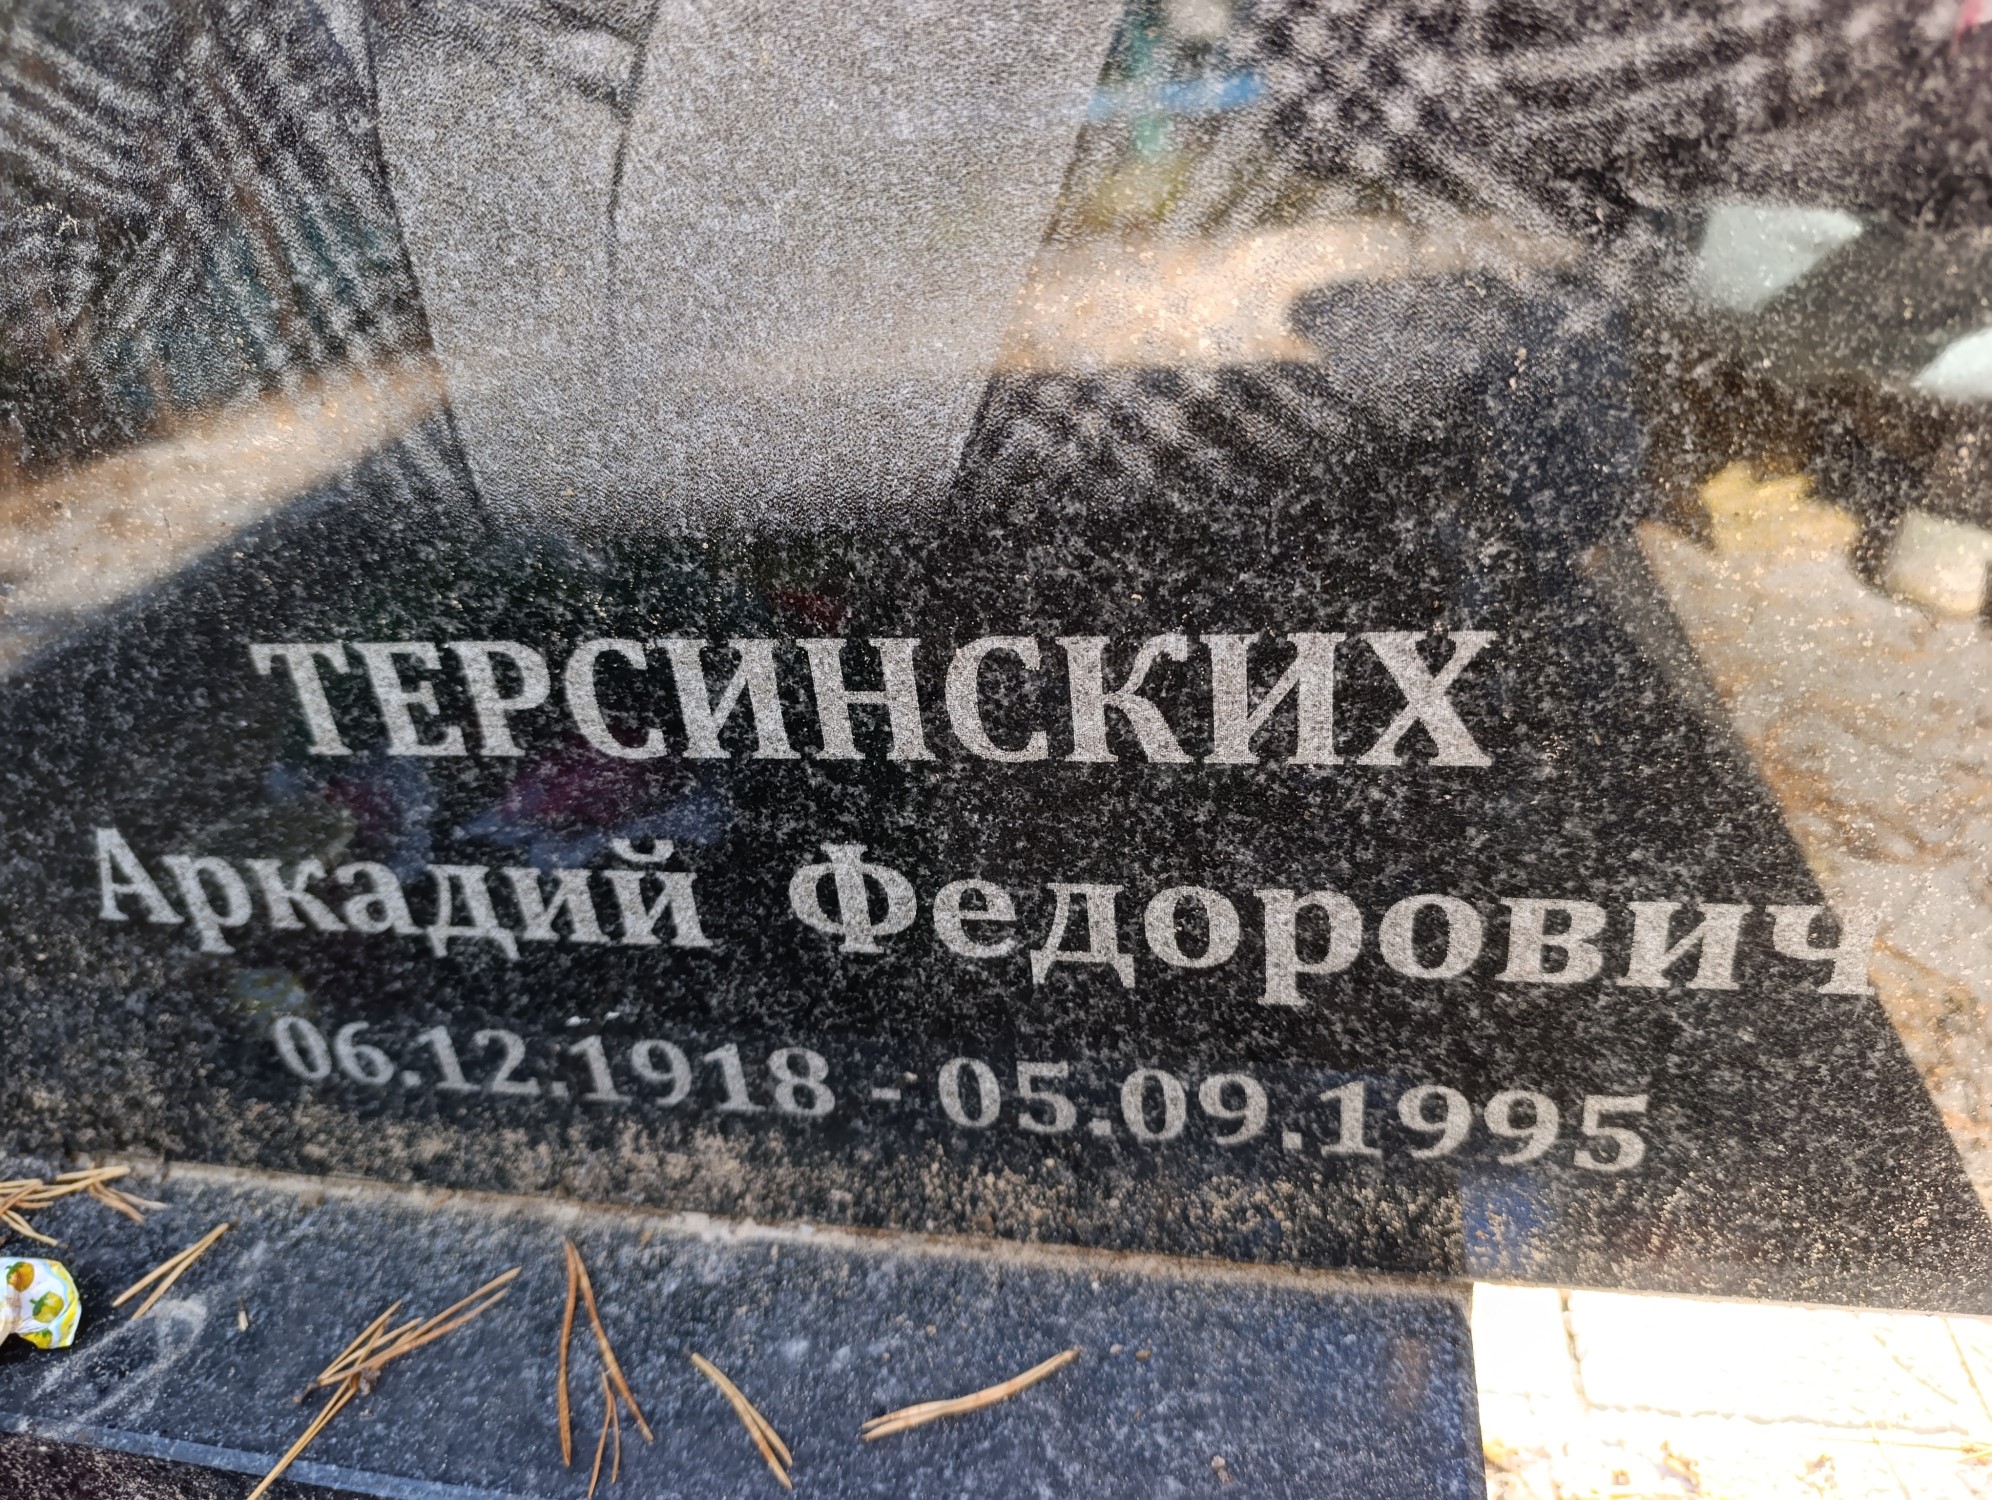 ТЕРСИНСКИХ
Аркадий Федорович
06.12.1918 - 05.09.1995